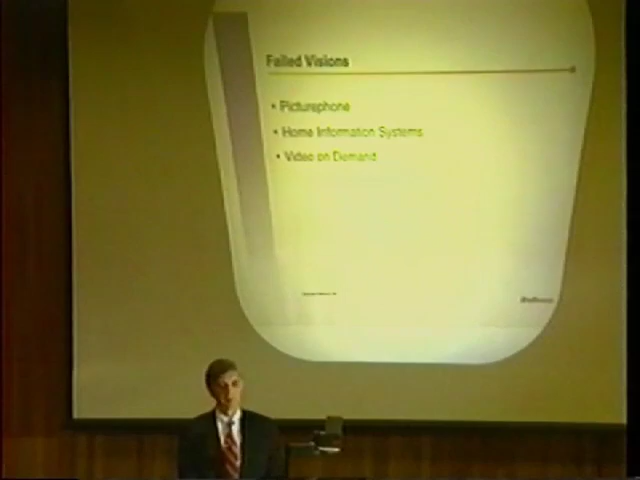 Failed Visions
• Picturephone
• Home Information Systems
• Video on Demand